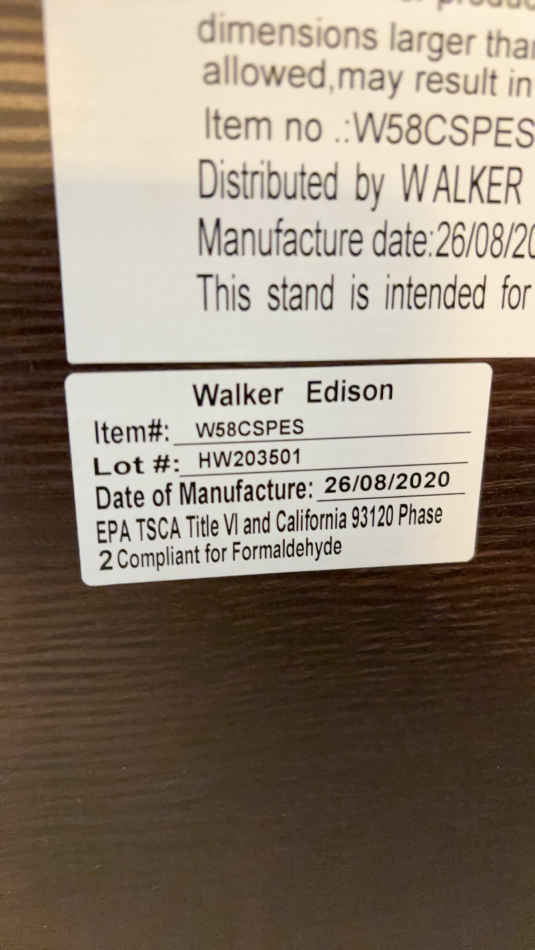 dimensions larger than
allowed,may result in
Item no .:W58CSPES
Distributed by WALKER
Manufacture date:26/08/20
This stand is intended for
Walker Edison
Item#: W58CSPES
Lot #: HW203501
Date of Manufacture: 26/08/2020
EPA TSCA Title VI and California 93120 Phase
2 Compliant for Formaldehyde